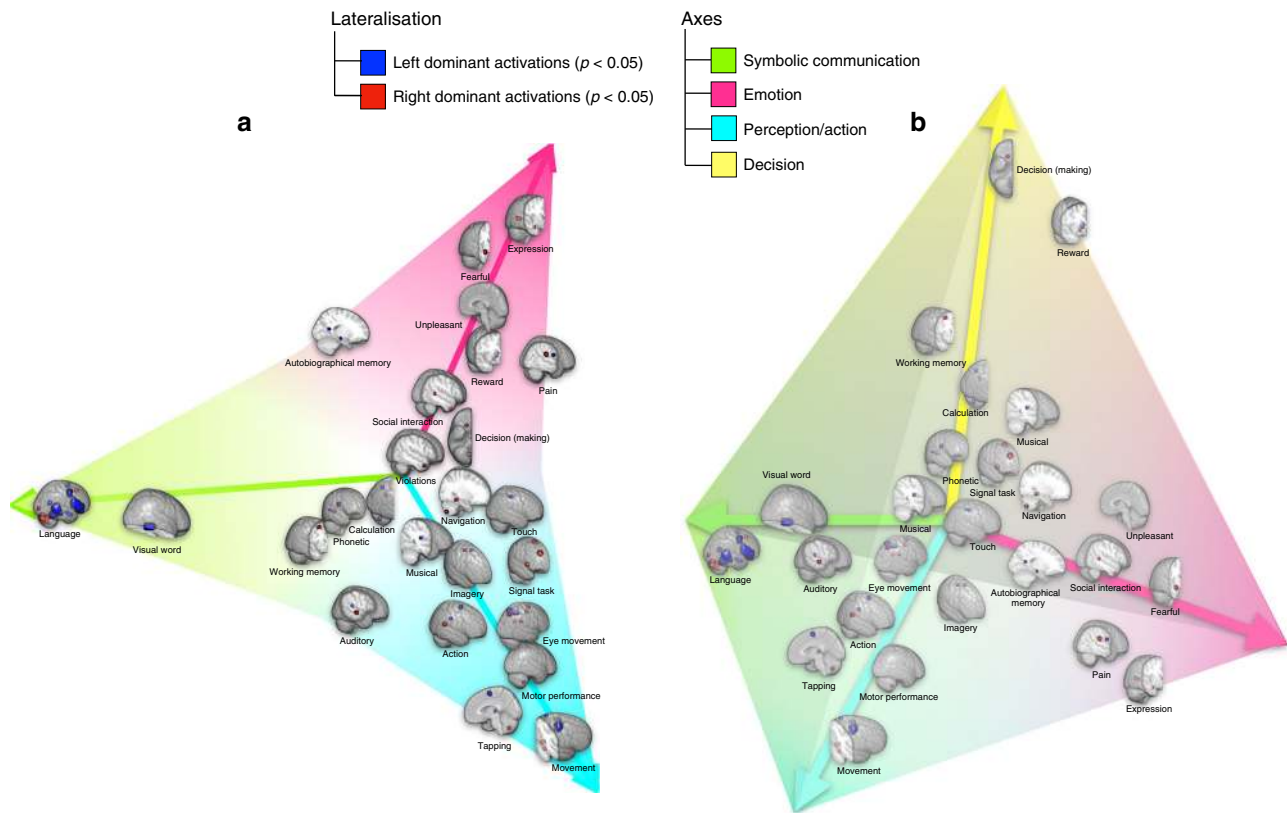 Lateralisation
Left dominant activations (p < 0.05)
Right dominant activations (p < 0.05)
Axes
Symbolic communication
Emotion
Perception/action
Decision
a
Expression
Fearful
Unpleasant
Autobiographical memory
Reward
Pain
Social interaction
Decision (making)
Violations
Language
Visual word
Calculation
Phonetic
Working memory
Navigation
Touch
Musical
Imagery
Signal task
Auditory
Action
Eye movement
Motor performance
Tapping
Movement
b
Decision (making)
Reward
Working memory
Calculation
Musical
Phonetic
Signal task
Visual word
Musical
Navigation
Unpleasant
Touch
Language
Auditory
Eye movement
Autobiographical
memory
Social interaction
Fearful
Imagery
Action
Tapping
Motor performance
Pain
Expression
Movement